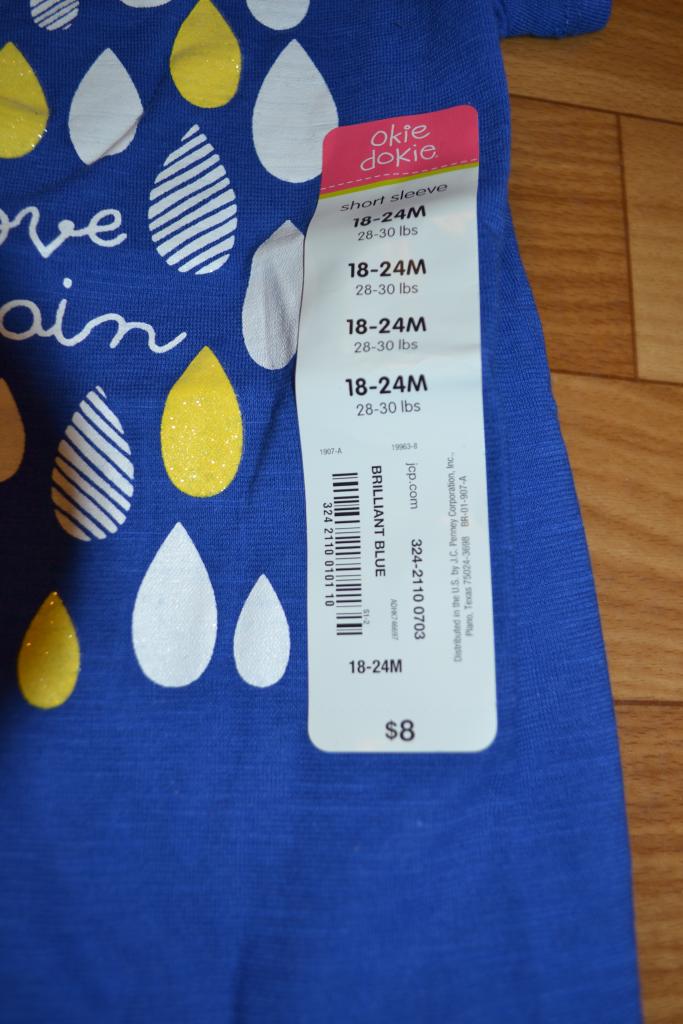 okie
dokie
short sleeve
18-24M
28-30 lbs
18-24M
28-30 lbs
18-24M
28-30 lbs
18-24M
28-30 lbs
ove
ain
1907-A
19963-8
324 2110 0101 10
S1-2
BRILLIANT BLUE
jcp.com
324-2110 0703
Distributed in the U.S. by J.C. Penney Corporation, Inc.,
Plano, Texas 75024-3698 BR-01-907-A
18-24M
$8